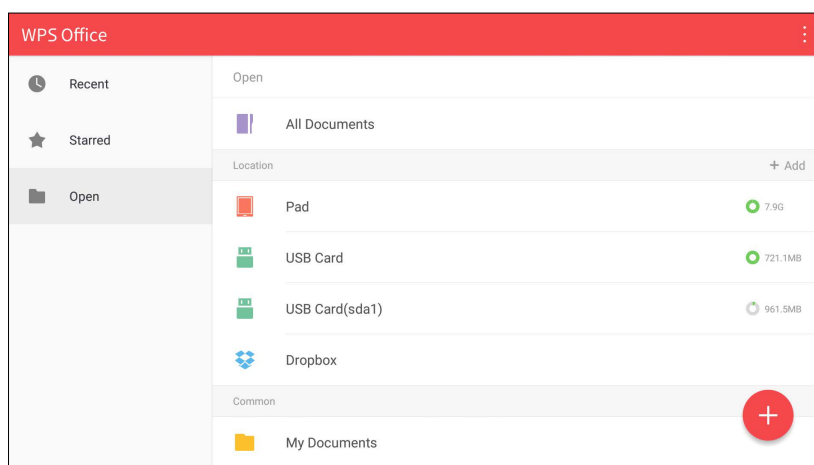 WPS Office
Recent
Starred
Open
Open
All Documents
Location
+ Add
Pad
7.9G
USB Card
721.1MB
USB Card(sda1)
961.5MB
Dropbox
Common
My Documents